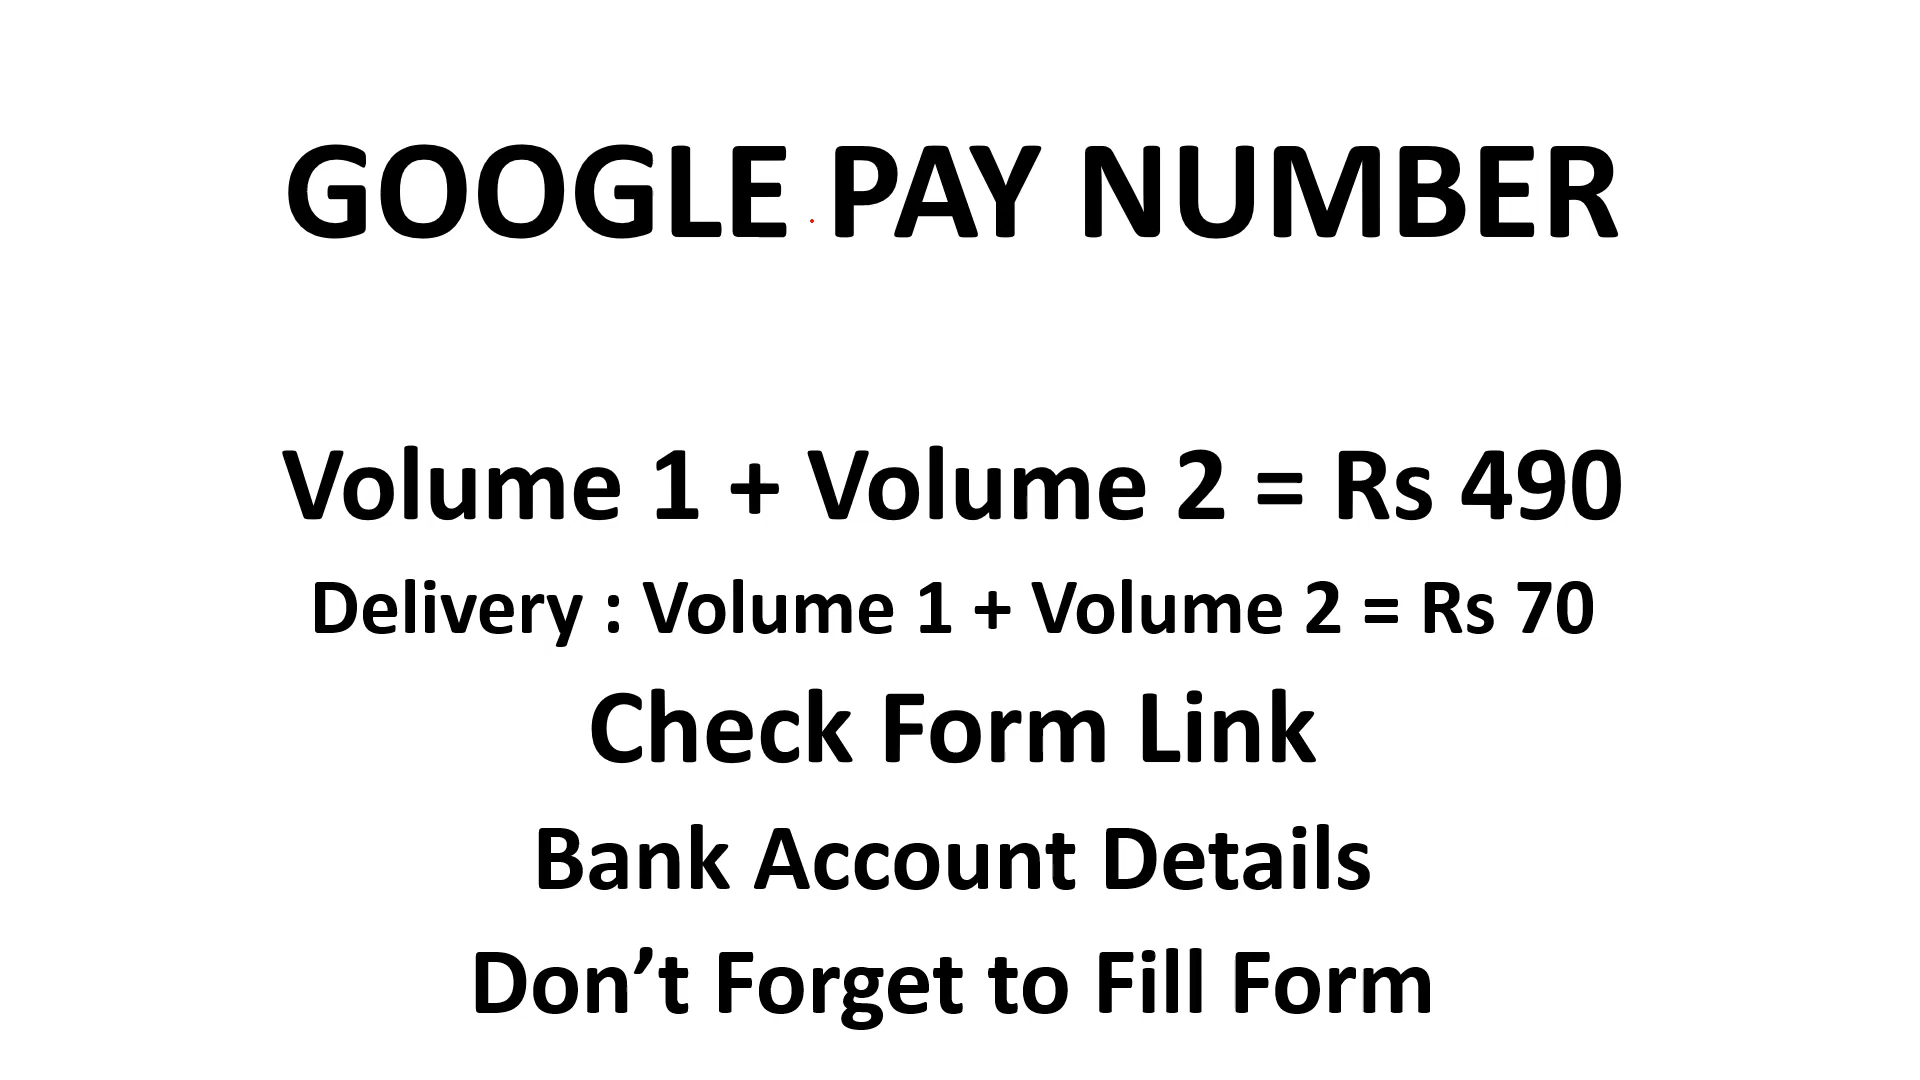 GOOGLE PAY NUMBER
Volume 1 + Volume 2 = Rs 490
Delivery : Volume 1 + Volume 2 = Rs 70
Check Form Link
Bank Account Details
Don’t Forget to Fill Form